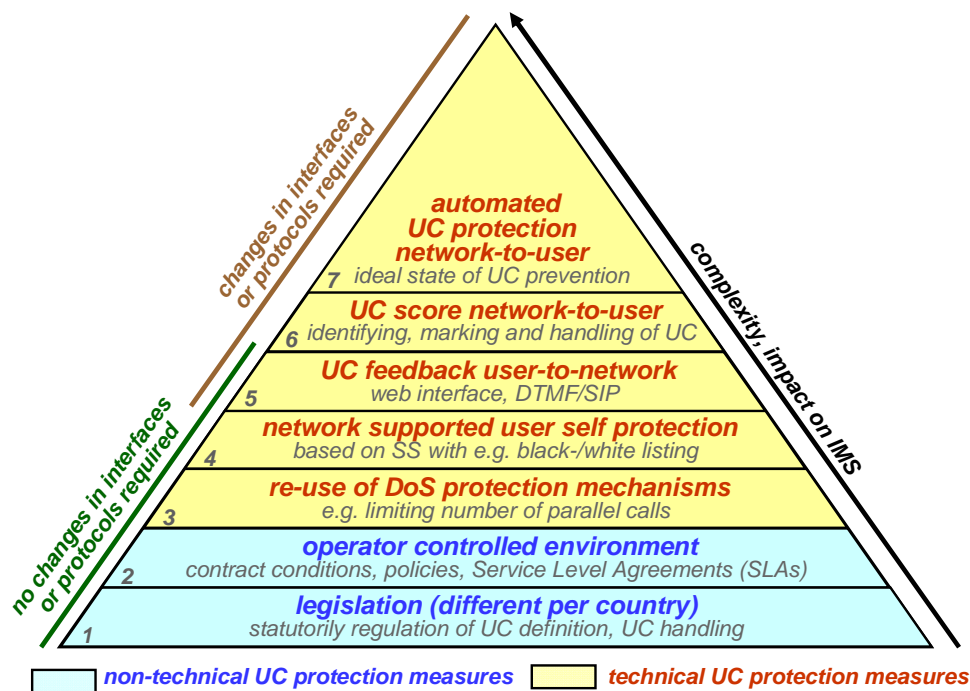 automated
UC protection
network-to-user
7 ideal state of UC prevention
UC score network-to-user
6 identifying, marking and handling of UC
UC feedback user-to-network
5 web interface, DTMF/SIP
network supported user self protection
4 based on SS with e.g. black-/white listing
re-use of DoS protection mechanisms
3 e.g. limiting number of parallel calls
operator controlled environment
2 contract conditions, policies, Service Level Agreements (SLAs)
legislation (different per country)
1 statutorily regulation of UC definition, UC handling
changes in interfaces
or protocols required
no changes in interfaces
or protocols required
complexity, impact on IMS
non-technical UC protection measures
technical UC protection measures